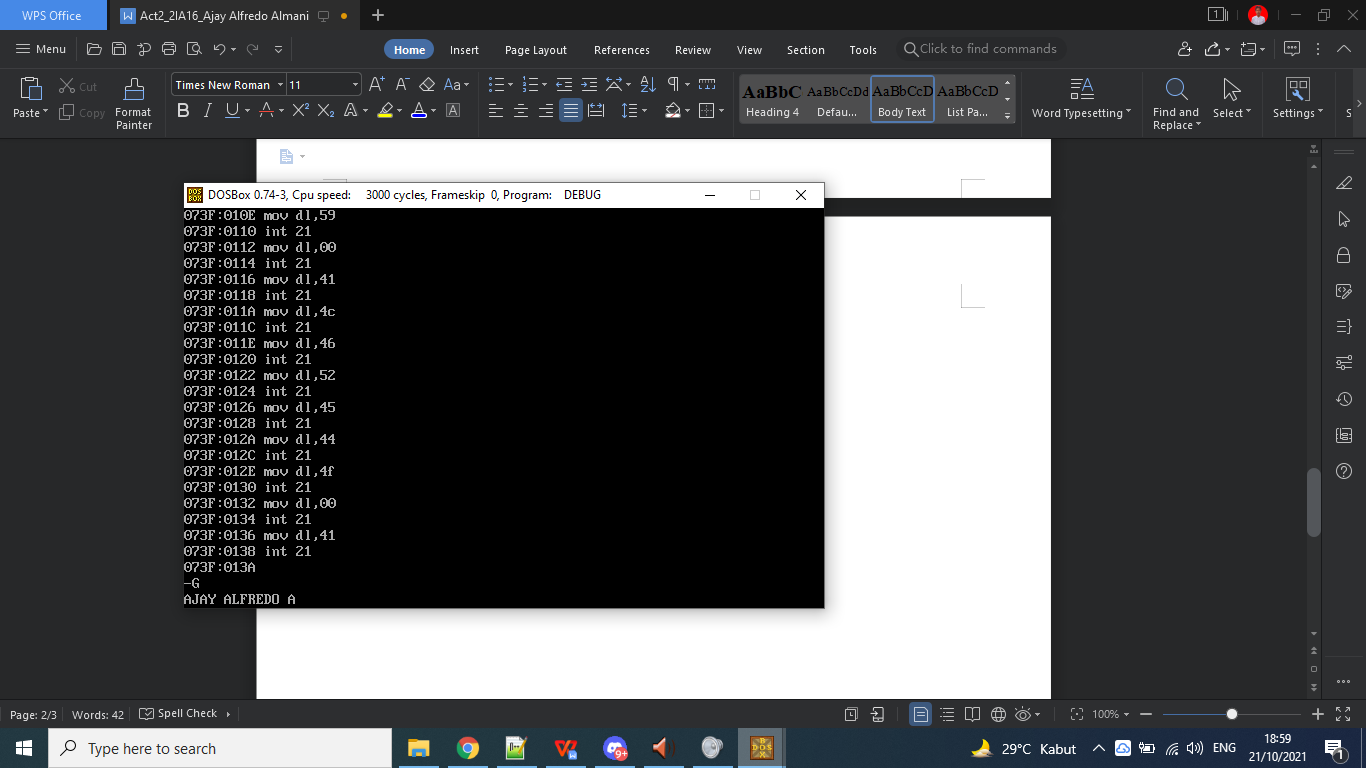 WPS Office
Act2_2IA16_Ajay Alfredo Almani
Menu
Home Insert Page Layout References Review View Section Tools Click to find commands
Paste Cut Copy Format Painter
Times New Roman 11
AaBbC AaBbCcDd AaBbCcD AaBbCcD
Heading 4 Defau... Body Text List Pa...
Word Typesetting Find and Replace Select Settings S
DOSBox 0.74-3, Cpu speed: 3000 cycles, Frameskip 0, Program: DEBUG
073F:010E mov dl,59
073F:0110 int 21
073F:0112 mov dl,00
073F:0114 int 21
073F:0116 mov dl,41
073F:0118 int 21
073F:011A mov dl,4c
073F:011C int 21
073F:011E mov dl,46
073F:0120 int 21
073F:0122 mov dl,52
073F:0124 int 21
073F:0126 mov dl,45
073F:0128 int 21
073F:012A mov dl,44
073F:012C int 21
073F:012E mov dl,4f
073F:0130 int 21
073F:0132 mov dl,00
073F:0134 int 21
073F:0136 mov dl,41
073F:0138 int 21
073F:013A
-G
AJAY ALFREDO A
Page: 2/3 Words: 42 Spell Check 100%
Type here to search
29°C Kabut ENG
18:59
21/10/2021